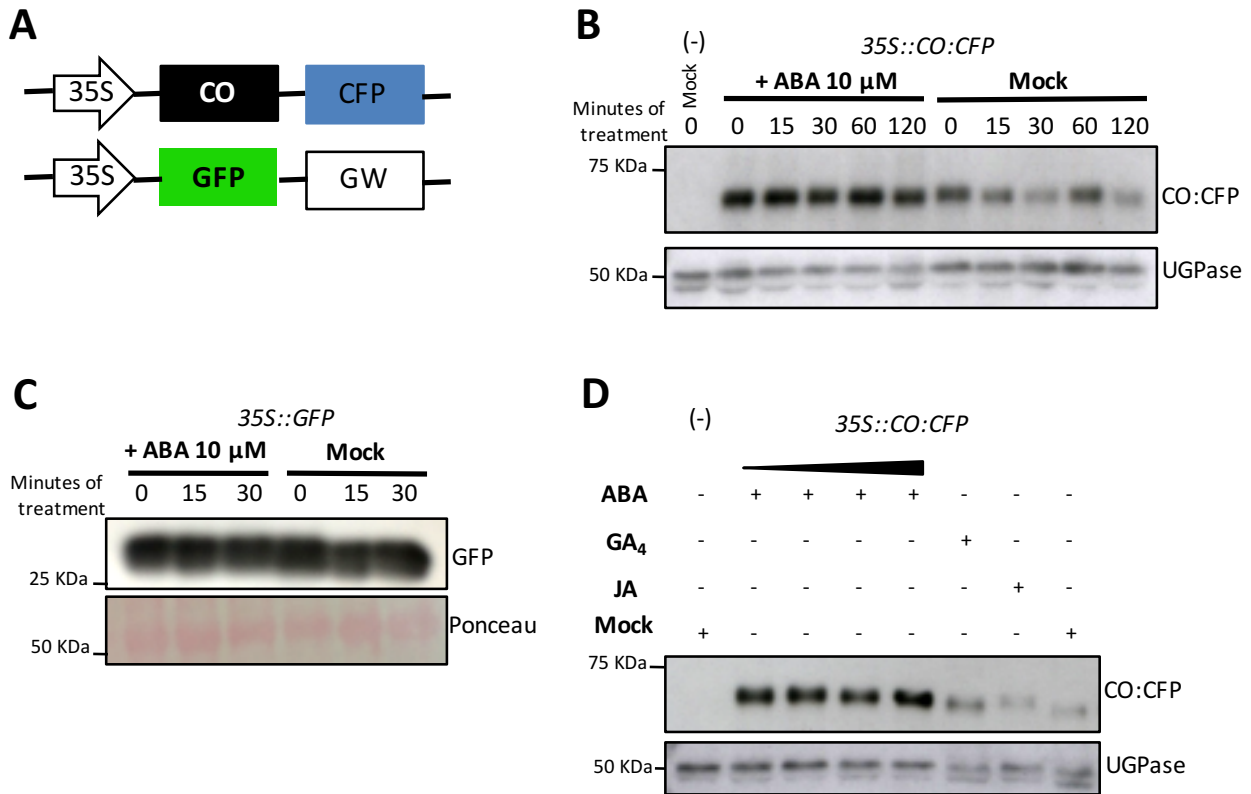 A
35S CO CFP
35S GFP GW
B
(-) 35S::CO:CFP
Mock + ABA 10 µM Mock
Minutes of
treatment 0 0 15 30 60 120 0 15 30 60 120
75 KDa
CO:CFP
50 KDa UGPase
C
35S::GFP
+ ABA 10 µM Mock
Minutes of
treatment 0 15 30 0 15 30
GFP
25 KDa
Ponceau
50 KDa
D
(-) 35S::CO:CFP
ABA - + + + + - - -
GA4 - - - - - + - -
JA - - - - - - + -
Mock + - - - - - - +
75 KDa
CO:CFP
50 KDa UGPase